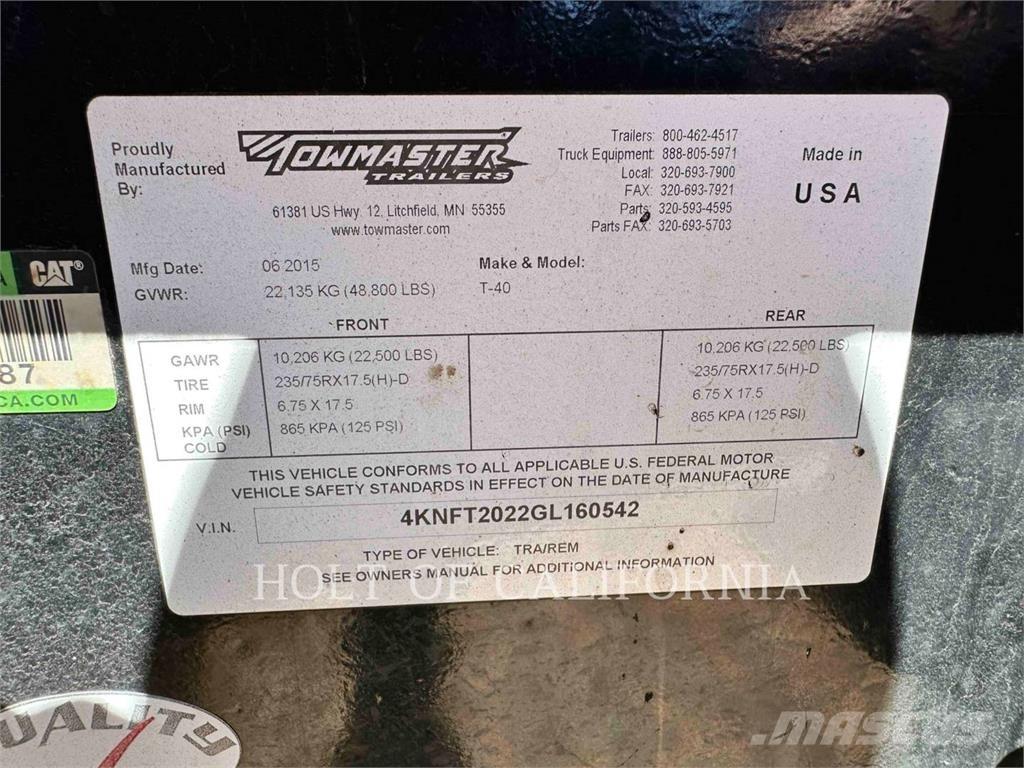 Proudly
Manufactured
By:
TOWMASTER
TRAILERS
61381 US Hwy. 12, Litchfield, MN 55355
www.towmaster.com
Trailers: 800-462-4517
Truck Equipment: 888-805-5971
Local: 320-693-7900
FAX: 320-693-7921
Parts: 320-593-4595
Parts FAX: 320-693-5703
Made in
USA
Mfg Date: 06 2015 Make & Model:
GVWR: 22,135 KG (48,800 LBS) T-40
FRONT REAR
GAWR 10,206 KG (22,500 LBS) 10,206 KG (22,500 LBS)
TIRE 235/75RX17.5(H)-D 235/75RX17.5(H)-D
RIM 6.75 X 17.5 6.75 X 17.5
KPA (PSI) 865 KPA (125 PSI) 865 KPA (125 PSI)
COLD
THIS VEHICLE CONFORMS TO ALL APPLICABLE U.S. FEDERAL MOTOR
VEHICLE SAFETY STANDARDS IN EFFECT ON THE DATE OF MANUFACTURE
V.I.N. 4KNFT2022GL160542
TYPE OF VEHICLE: TRA/REM
SEE OWNERS MANUAL FOR ADDITIONAL INFORMATION
HOLT OF CALIFORNIA
A CAT®
87
CA.COM
QUALITY
MASCUS